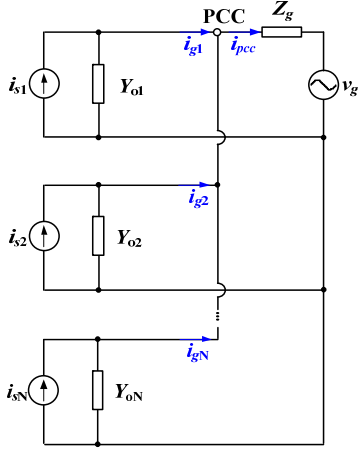 PCC Z_g
i_g1 i_pcc
i_s1 Y_o1 v_g
i_g2
i_s2 Y_o2
i_gN
i_sN Y_oN